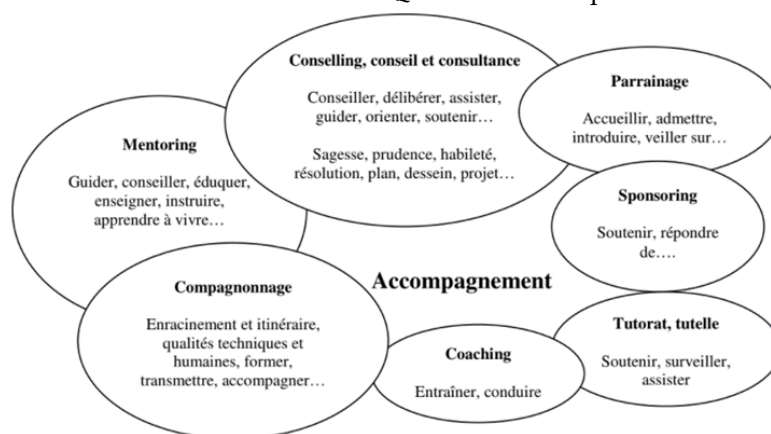 Conselling, conseil et consultance
Conseiller, délibérer, assister,
guider, orienter, soutenir…
Sagesse, prudence, habileté,
résolution, plan, dessein, projet…
Parrainage
Accueillir, admettre,
introduire, veiller sur…
Mentoring
Guider, conseiller, éduquer,
enseigner, instruire,
apprendre à vivre…
Sponsoring
Soutenir, répondre
de….
Accompagnement
Compagnonnage
Enracinement et itinéraire,
qualités techniques et
humaines, former,
transmettre, accompagner…
Coaching
Entraîner, conduire
Tutorat, tutelle
Soutenir, surveiller,
assister